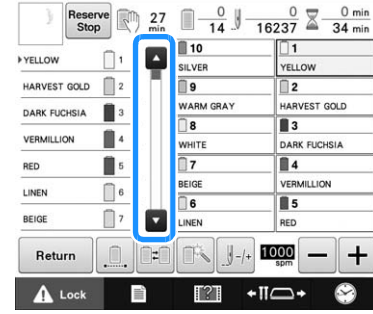 Reserve Stop
27 min
0 14
0 16237
0 min 34 min
YELLOW 1
HARVEST GOLD 2
DARK FUCHSIA 3
VERMILLION 4
RED 5
LINEN 6
BEIGE 7
10 SILVER
9 WARM GRAY
8 WHITE
7 BEIGE
6 LINEN
1 YELLOW
2 HARVEST GOLD
3 DARK FUCHSIA
4 VERMILLION
5 RED
Return
-/+
1000 spm
− +
Lock
?